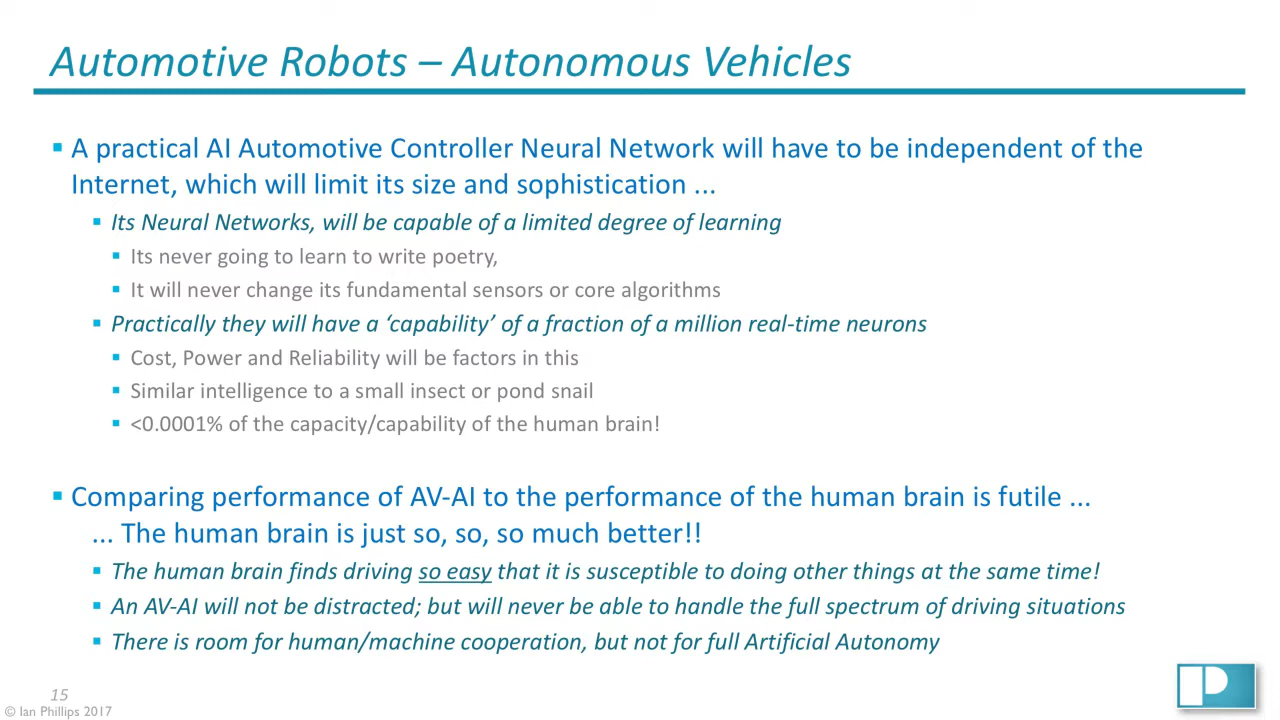 Automotive Robots – Autonomous Vehicles
▪ A practical AI Automotive Controller Neural Network will have to be independent of the
Internet, which will limit its size and sophistication ...
▪ Its Neural Networks, will be capable of a limited degree of learning
▪ Its never going to learn to write poetry,
▪ It will never change its fundamental sensors or core algorithms
▪ Practically they will have a ‘capability’ of a fraction of a million real-time neurons
▪ Cost, Power and Reliability will be factors in this
▪ Similar intelligence to a small insect or pond snail
▪ <0.0001% of the capacity/capability of the human brain!
▪ Comparing performance of AV-AI to the performance of the human brain is futile ...
... The human brain is just so, so, so much better!!
▪ The human brain finds driving so easy that it is susceptible to doing other things at the same time!
▪ An AV-AI will not be distracted; but will never be able to handle the full spectrum of driving situations
▪ There is room for human/machine cooperation, but not for full Artificial Autonomy
15
© Ian Phillips 2017